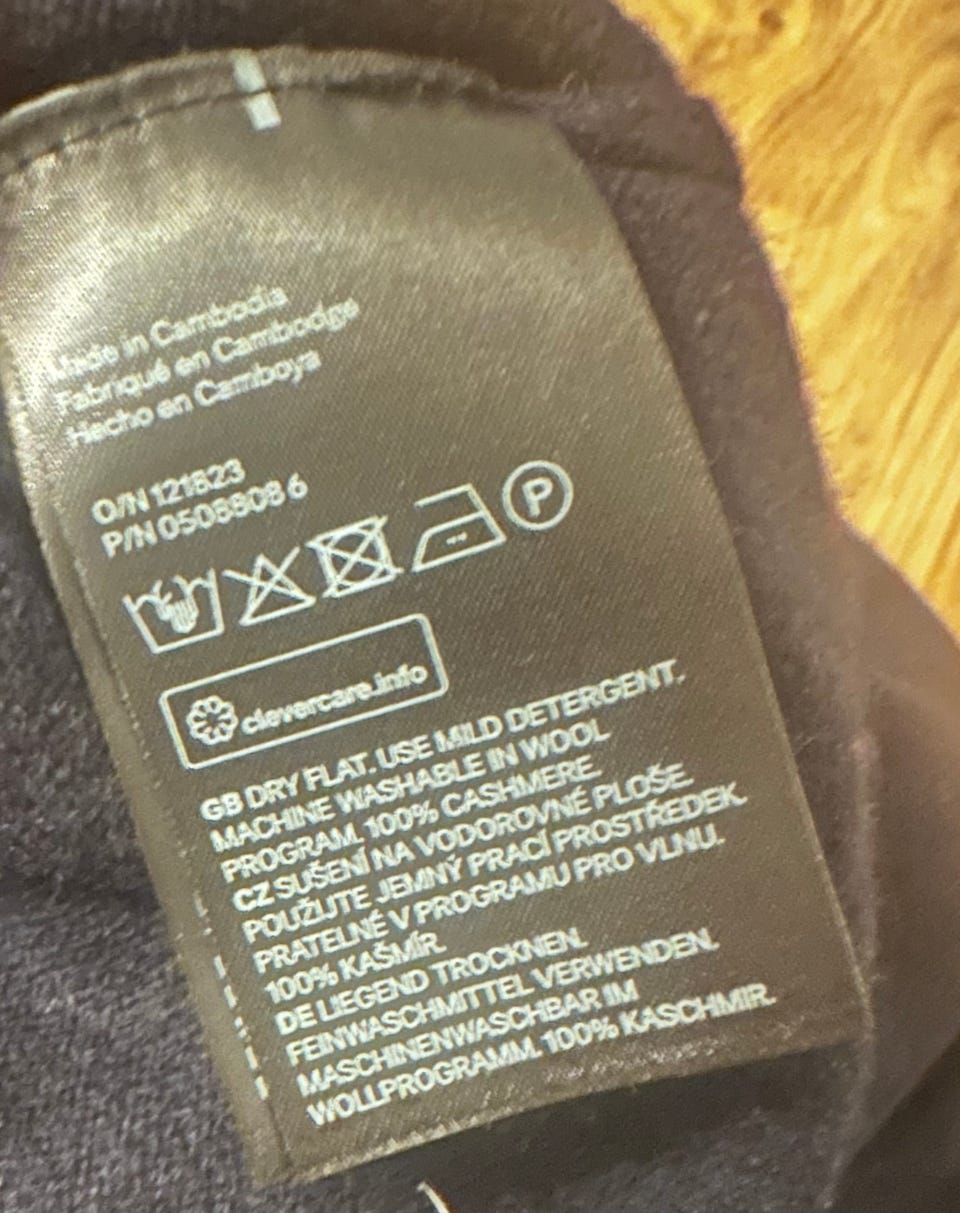 Made in Cambodia
Fabriqué en Cambodge
Hecho en Camboya
O/N 121823
P/N 0508808 6
P
clevercare.info
GB DRY FLAT. USE MILD DETERGENT.
MACHINE WASHABLE IN WOOL
PROGRAM. 100% CASHMERE.
CZ SUŠENÍ NA VODOROVNÉ PLOŠE.
POUŽIJTE JEMNÝ PRACÍ PROSTŘEDEK.
PRATELNÉ V PROGRAMU PRO VLNU.
100% KAŠMÍR.
DE LIEGEND TROCKNEN.
FEINWASCHMITTEL VERWENDEN.
MASCHINENWASCHBAR IM
WOLLPROGRAMM. 100% KASCHMIR.